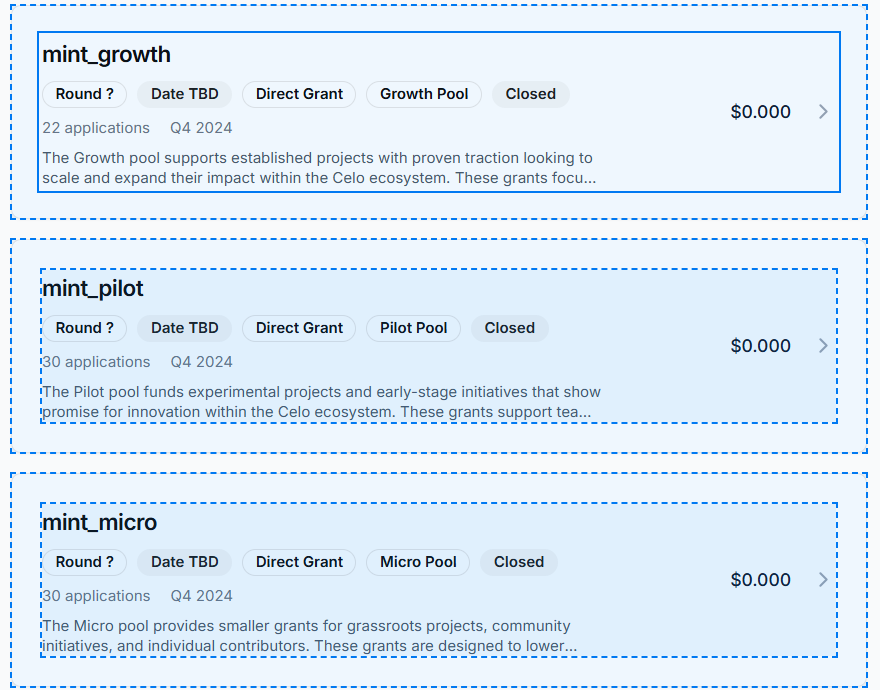 mint_growth
Round ? Date TBD Direct Grant Growth Pool Closed
$0.000
22 applications Q4 2024
The Growth pool supports established projects with proven traction looking to
scale and expand their impact within the Celo ecosystem. These grants focu...
mint_pilot
Round ? Date TBD Direct Grant Pilot Pool Closed
$0.000
30 applications Q4 2024
The Pilot pool funds experimental projects and early-stage initiatives that show
promise for innovation within the Celo ecosystem. These grants support tea...
mint_micro
Round ? Date TBD Direct Grant Micro Pool Closed
$0.000
30 applications Q4 2024
The Micro pool provides smaller grants for grassroots projects, community
initiatives, and individual contributors. These grants are designed to lower...